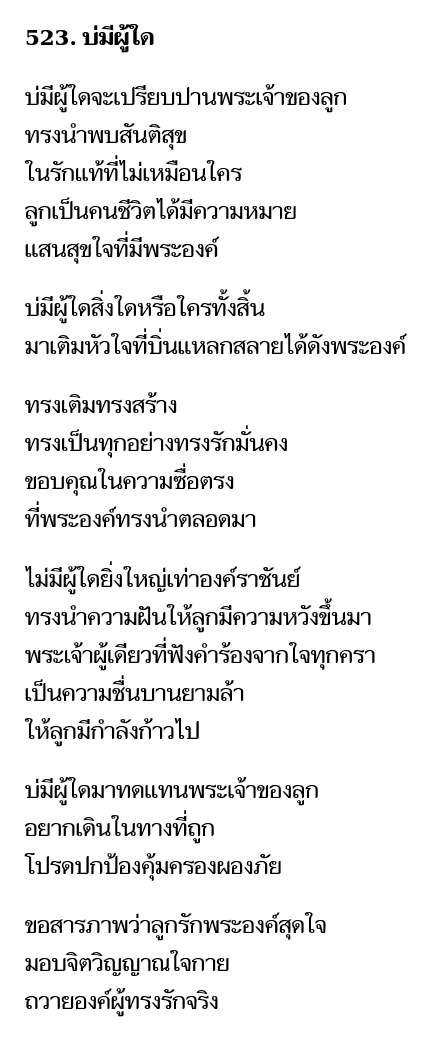 523. บ่มีผู้ใด
บ่มีผู้ใดจะเปรียบปานพระเจ้าของลูก
ทรงนำพบสันติสุข
ในรักแท้ที่ไม่เหมือนใคร
ลูกเป็นคนชีวิตได้มีความหมาย
แสนสุขใจที่มีพระองค์
บ่มีผู้ใดสิ่งใดหรือใครทั้งสิ้น
มาเติมหัวใจที่บิ่นแหลกสลายได้ดังพระองค์
ทรงเติมทรงสร้าง
ทรงเป็นทุกอย่างทรงรักมั่นคง
ขอบคุณในความซื่อตรง
ที่พระองค์ทรงนำตลอดมา
ไม่มีผู้ใดยิ่งใหญ่เท่าองค์ราชันย์
ทรงนำความฝันให้ลูกมีความหวังขึ้นมา
พระเจ้าผู้เดียวที่ฟังคำร้องจากใจทุกครา
เป็นความชื่นบานยามล้า
ให้ลูกมีกำลังก้าวไป
บ่มีผู้ใดมาทดแทนพระเจ้าของลูก
อยากเดินในทางที่ถูก
โปรดปกป้องคุ้มครองผองภัย
ขอสารภาพว่าลูกรักพระองค์สุดใจ
มอบจิตวิญญาณใจกาย
ถวายองค์ผู้ทรงรักจริง